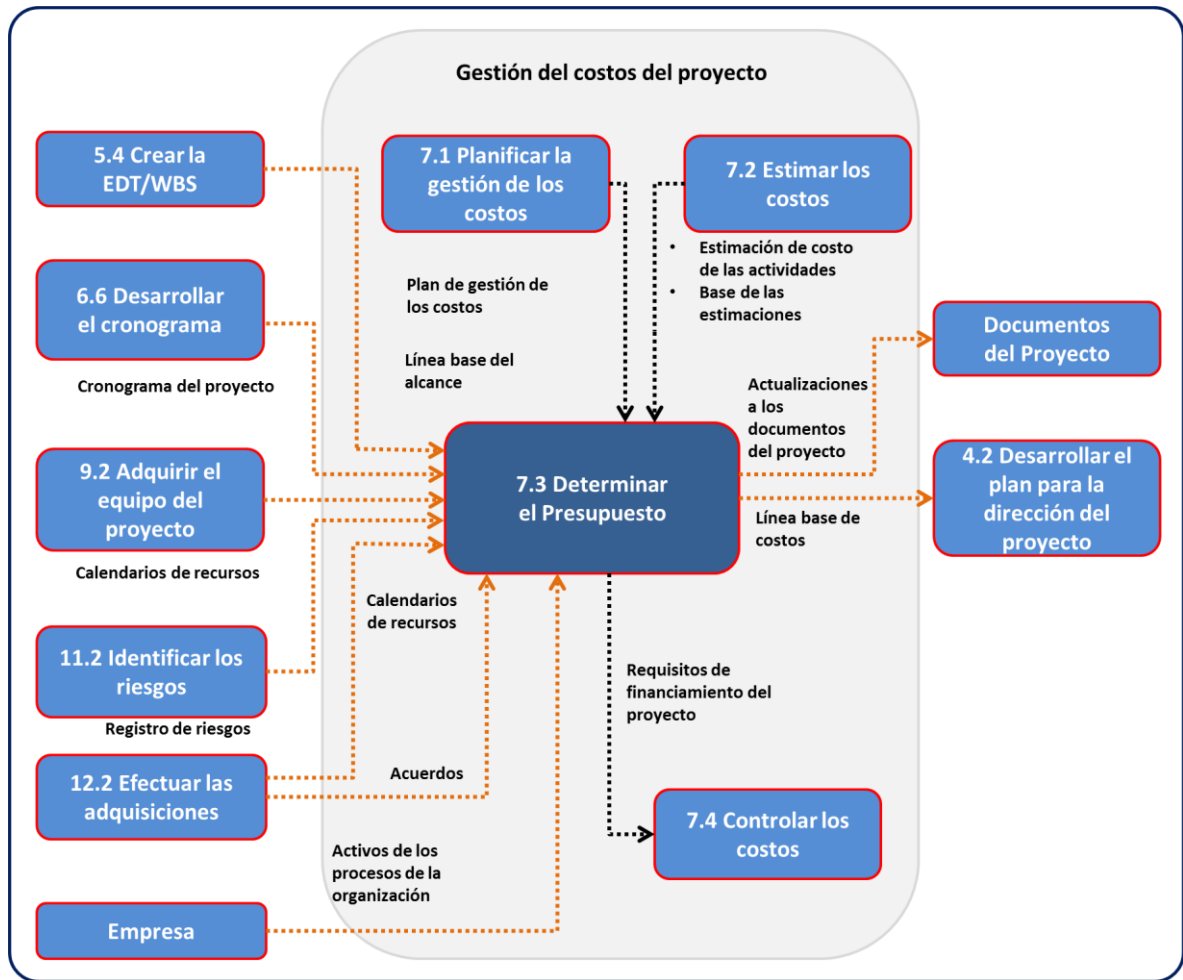 Gestión del costos del proyecto
5.4 Crear la
EDT/WBS
7.1 Planificar la
gestión de los
costos
7.2 Estimar los
costos
• Estimación de costo
de las actividades
• Base de las
estimaciones
6.6 Desarrollar
el cronograma
Cronograma del proyecto
Plan de gestión de
los costos
Línea base del
alcance
Documentos
del Proyecto
Actualizaciones
a los
documentos
del proyecto
9.2 Adquirir el
equipo del
proyecto
Calendarios de recursos
7.3 Determinar
el Presupuesto
4.2 Desarrollar el
plan para la
dirección del
proyecto
Línea base de
costos
Calendarios
de recursos
11.2 Identificar los
riesgos
Registro de riesgos
Requisitos de
financiamiento del
proyecto
12.2 Efectuar las
adquisiciones
Acuerdos
7.4 Controlar los
costos
Activos de los
procesos de la
organización
Empresa